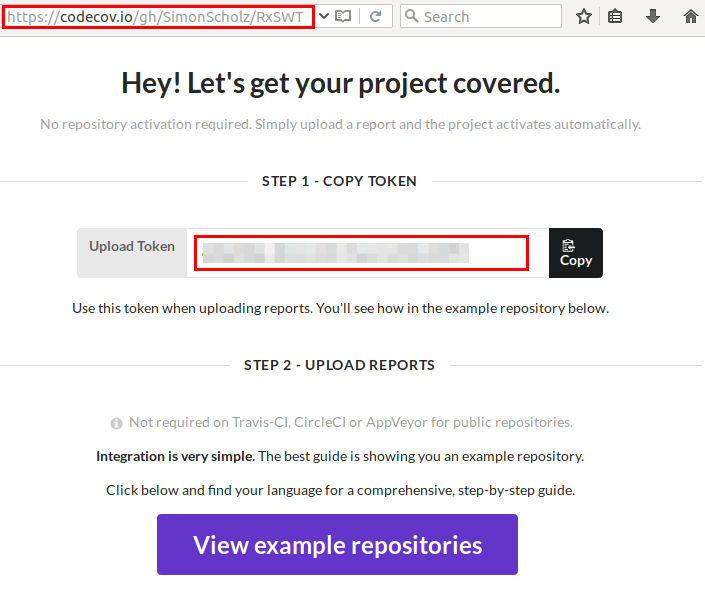 https://codecov.io/gh/SimonScholz/RxSWT
Search
Hey! Let's get your project covered.
No repository activation required. Simply upload a report and the project activates automatically.
STEP 1 - COPY TOKEN
Upload Token
Copy
Use this token when uploading reports. You'll see how in the example repository below.
STEP 2 - UPLOAD REPORTS
Not required on Travis-CI, CircleCI or AppVeyor for public repositories.
Integration is very simple. The best guide is showing you an example repository.
Click below and find your language for a comprehensive, step-by-step guide.
View example repositories